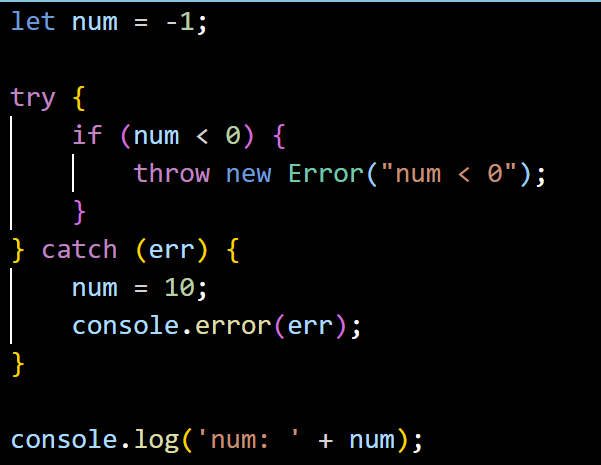 let num = -1;
try {
if (num < 0) {
throw new Error("num < 0");
}
} catch (err) {
num = 10;
console.error(err);
}
console.log('num: ' + num);